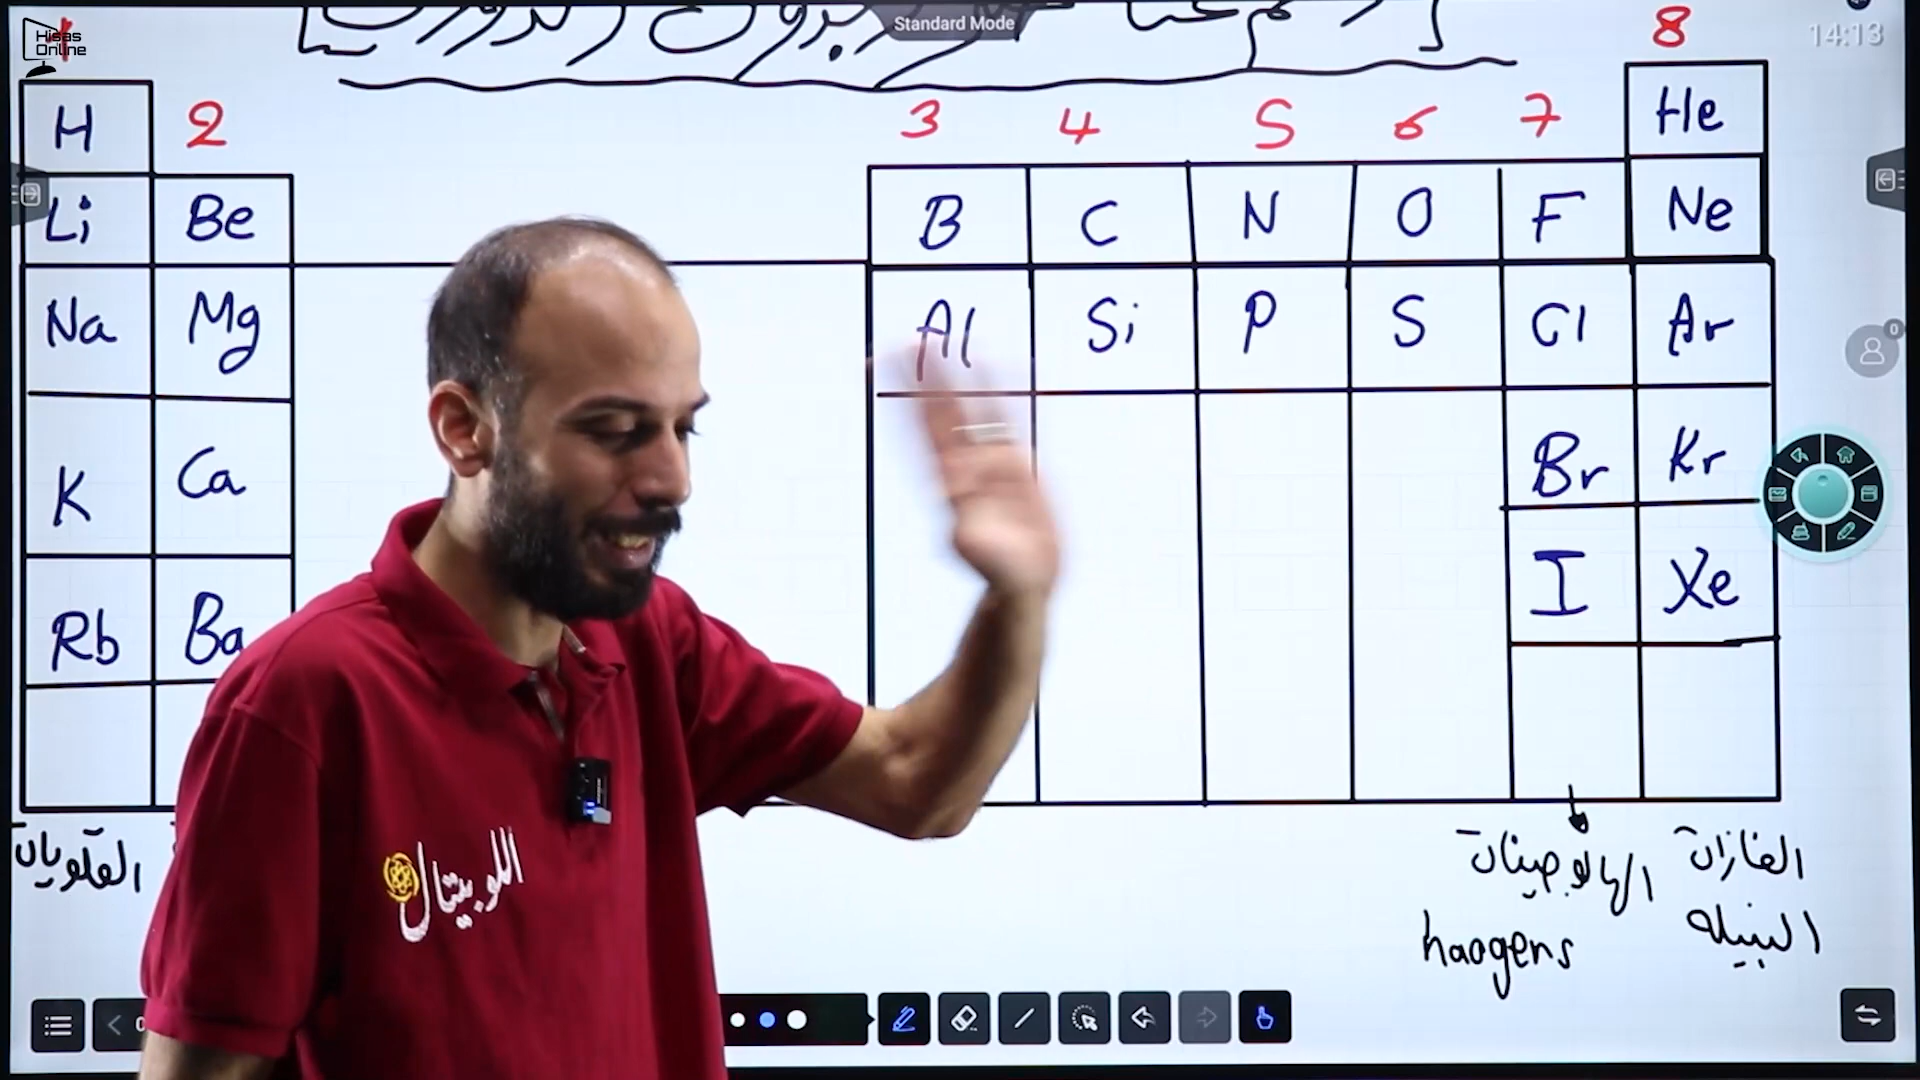 Hisas
Online
Standard Mode
14:13
8
H
2
3
4
5
6
7
He
Li
Be
B
C
N
O
F
Ne
Na
Mg
Al
Si
P
S
Cl
Ar
0
K
Ca
Br
Kr
Rb
Ba
I
Xe
القلويات
الهالوجينات
الغازات
النبيلة
haogens
اللوبيتال